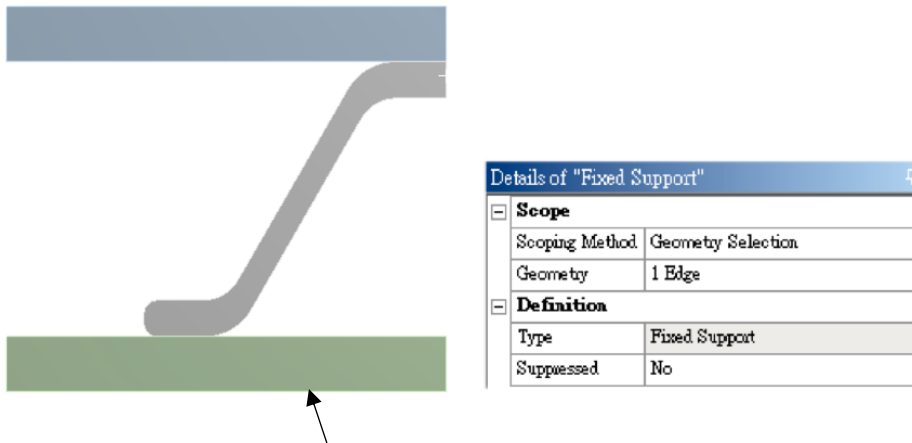 Details of "Fixed Support"
Scope
Scoping Method Geometry Selection
Geometry 1 Edge
Definition
Type Fixed Support
Suppressed No